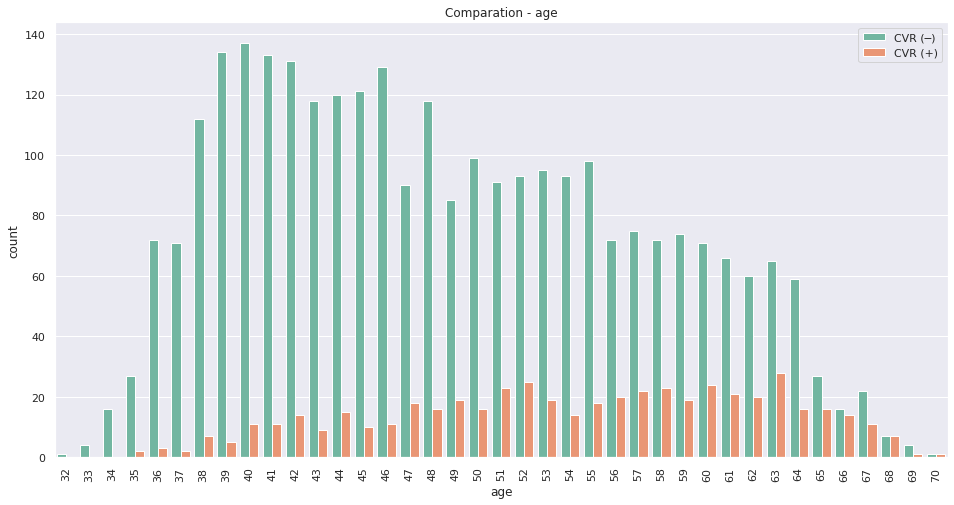 Comparation - age
CVR (−)
CVR (+)
140
120
100
80
60
40
20
0
count
32 33 34 35 36 37 38 39 40 41 42 43 44 45 46 47 48 49 50 51 52 53 54 55 56 57 58 59 60 61 62 63 64 65 66 67 68 69 70
age